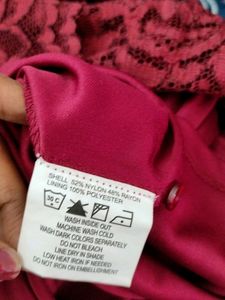 SHELL 52% NYLON 48% RAYON
LINING 100% POLYESTER
30 C
WASH INSIDE OUT
MACHINE WASH COLD
WASH DARK COLORS SEPARATELY
DO NOT BLEACH
LINE DRY IN SHADE
LOW HEAT IRON IF NEEDED
DO NOT IRON ON EMBELLISHMENT